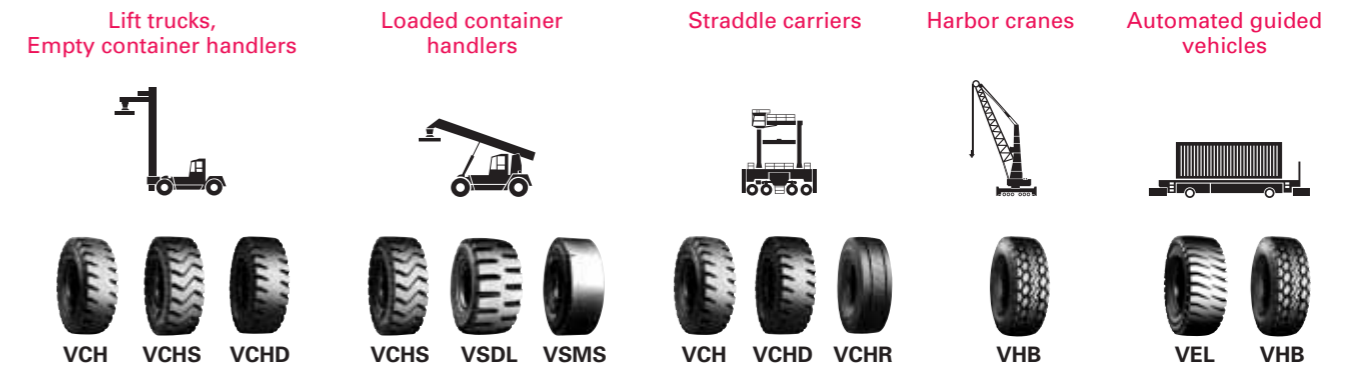 Lift trucks,
Empty container handlers
Loaded container
handlers
Straddle carriers
Harbor cranes
Automated guided
vehicles
VCH VCHS VCHD
VCHS VSDL VSMS
VCH VCHD VCHR
VHB
VEL VHB